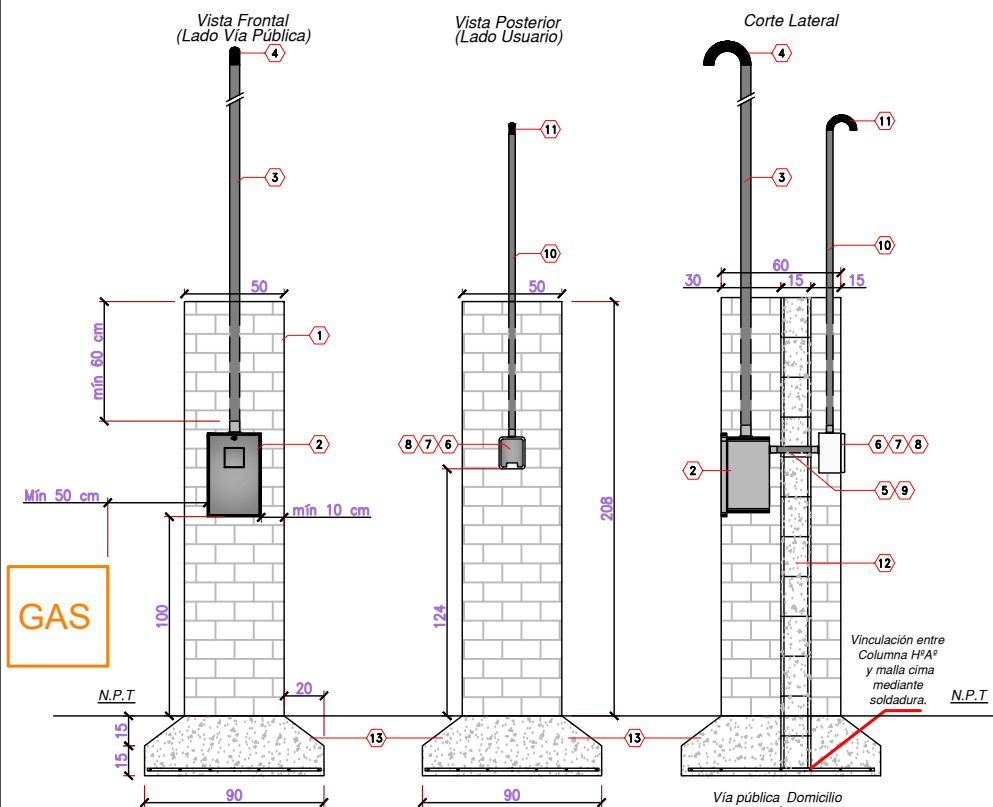 Vista Frontal
(Lado Vía Pública)
Vista Posterior
(Lado Usuario)
Corte Lateral
4
4
11
11
3
3
10
10
60
30
15
15
50
50
1
mín 60 cm
2
8 7 6
6 7 8
2
5 9
Mín 50 cm
mín 10 cm
208
12
GAS
100
124
Vinculación entre
Columna HºAº
y malla cima
mediante
soldadura.
N.P.T
20
N.P.T
15
13
13
15
90
90
Vía pública Domicilio